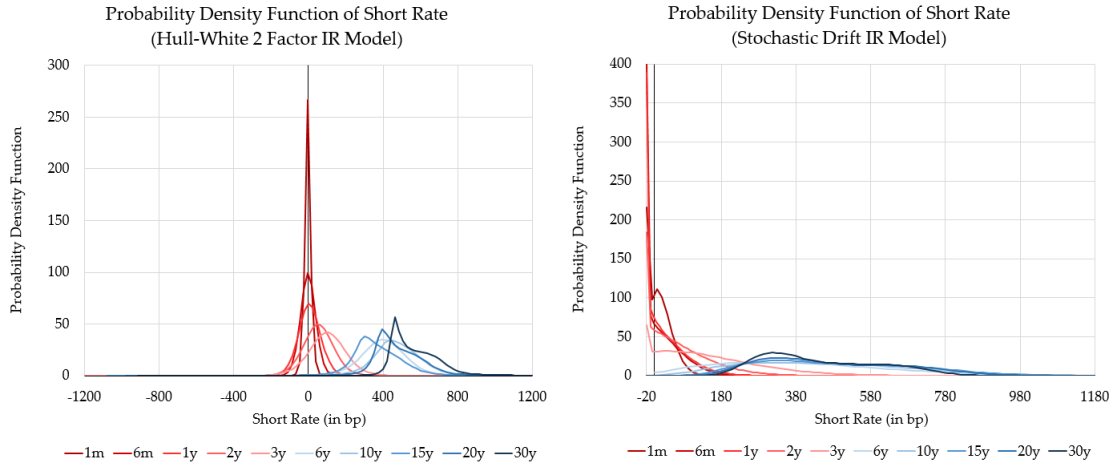 Probability Density Function of Short Rate
(Hull-White 2 Factor IR Model)
Probability Density Function
300
250
200
150
100
50
0
-1200 -800 -400 0 400 800 1200
Short Rate (in bp)
1m 6m 1y 2y 3y 6y 10y 15y 20y 30y
Probability Density Function of Short Rate
(Stochastic Drift IR Model)
Probability Density Function
400
350
300
250
200
150
100
50
0
-20 180 380 580 780 980 1180
Short Rate (in bp)
1m 6m 1y 2y 3y 6y 10y 15y 20y 30y